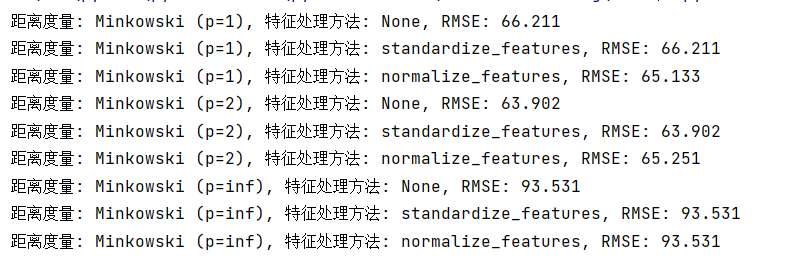 距离度量: Minkowski (p=1), 特征处理方法: None, RMSE: 66.211
距离度量: Minkowski (p=1), 特征处理方法: standardize_features, RMSE: 66.211
距离度量: Minkowski (p=1), 特征处理方法: normalize_features, RMSE: 65.133
距离度量: Minkowski (p=2), 特征处理方法: None, RMSE: 63.902
距离度量: Minkowski (p=2), 特征处理方法: standardize_features, RMSE: 63.902
距离度量: Minkowski (p=2), 特征处理方法: normalize_features, RMSE: 65.251
距离度量: Minkowski (p=inf), 特征处理方法: None, RMSE: 93.531
距离度量: Minkowski (p=inf), 特征处理方法: standardize_features, RMSE: 93.531
距离度量: Minkowski (p=inf), 特征处理方法: normalize_features, RMSE: 93.531